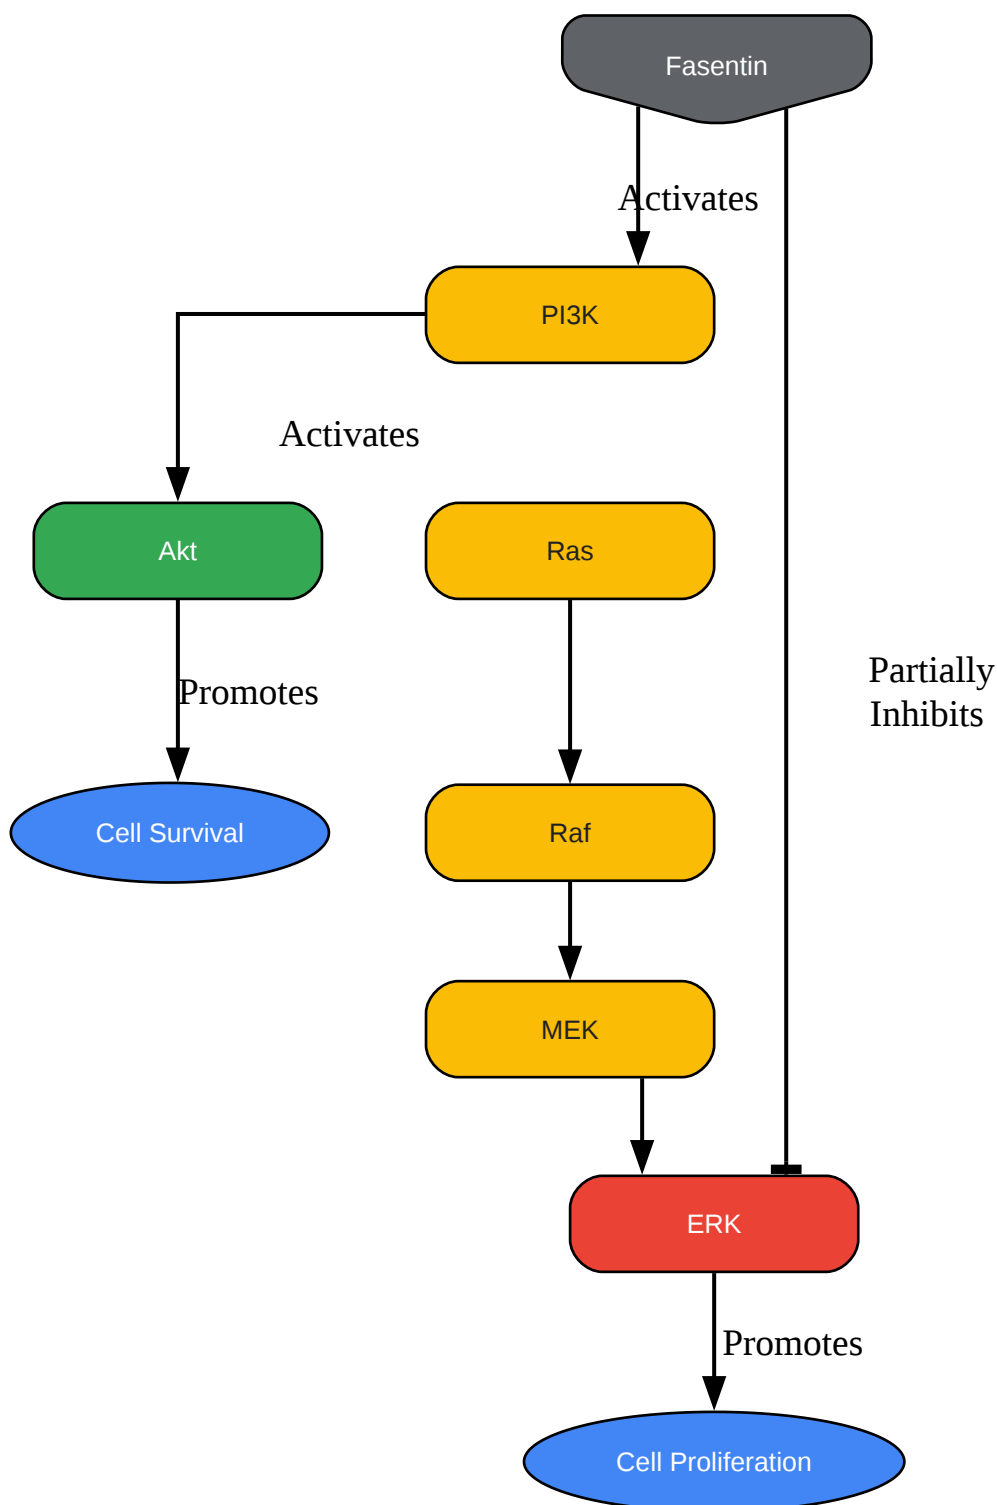 Fasentin
Activates
PI3K
Activates
Akt
Ras
Partially
Inhibits
Promotes
Cell Survival
Raf
MEK
ERK
Promotes
Cell Proliferation